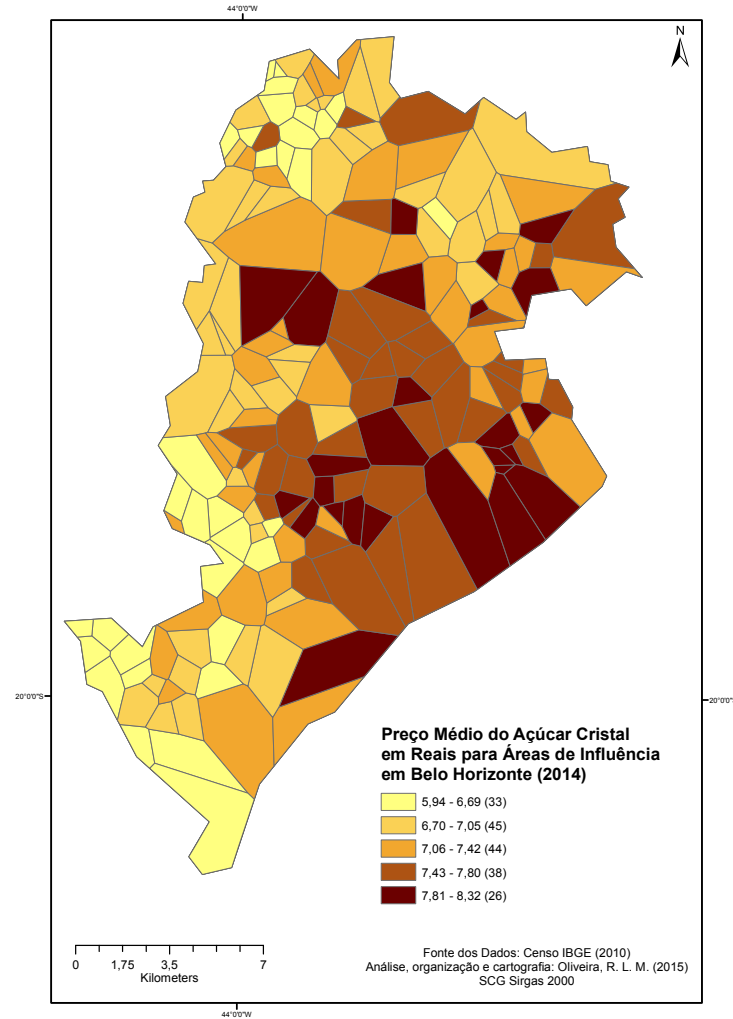 44°0'0"W
N
20°0'0"S
20°0'0"S
Preço Médio do Açúcar Cristal
em Reais para Áreas de Influência
em Belo Horizonte (2014)
5,94 - 6,69 (33)
6,70 - 7,05 (45)
7,06 - 7,42 (44)
7,43 - 7,80 (38)
7,81 - 8,32 (26)
0 1,75 3,5 7
Kilometers
Fonte dos Dados: Censo IBGE (2010)
Análise, organização e cartografia: Oliveira, R. L. M. (2015)
SCG Sirgas 2000
44°0'0"W